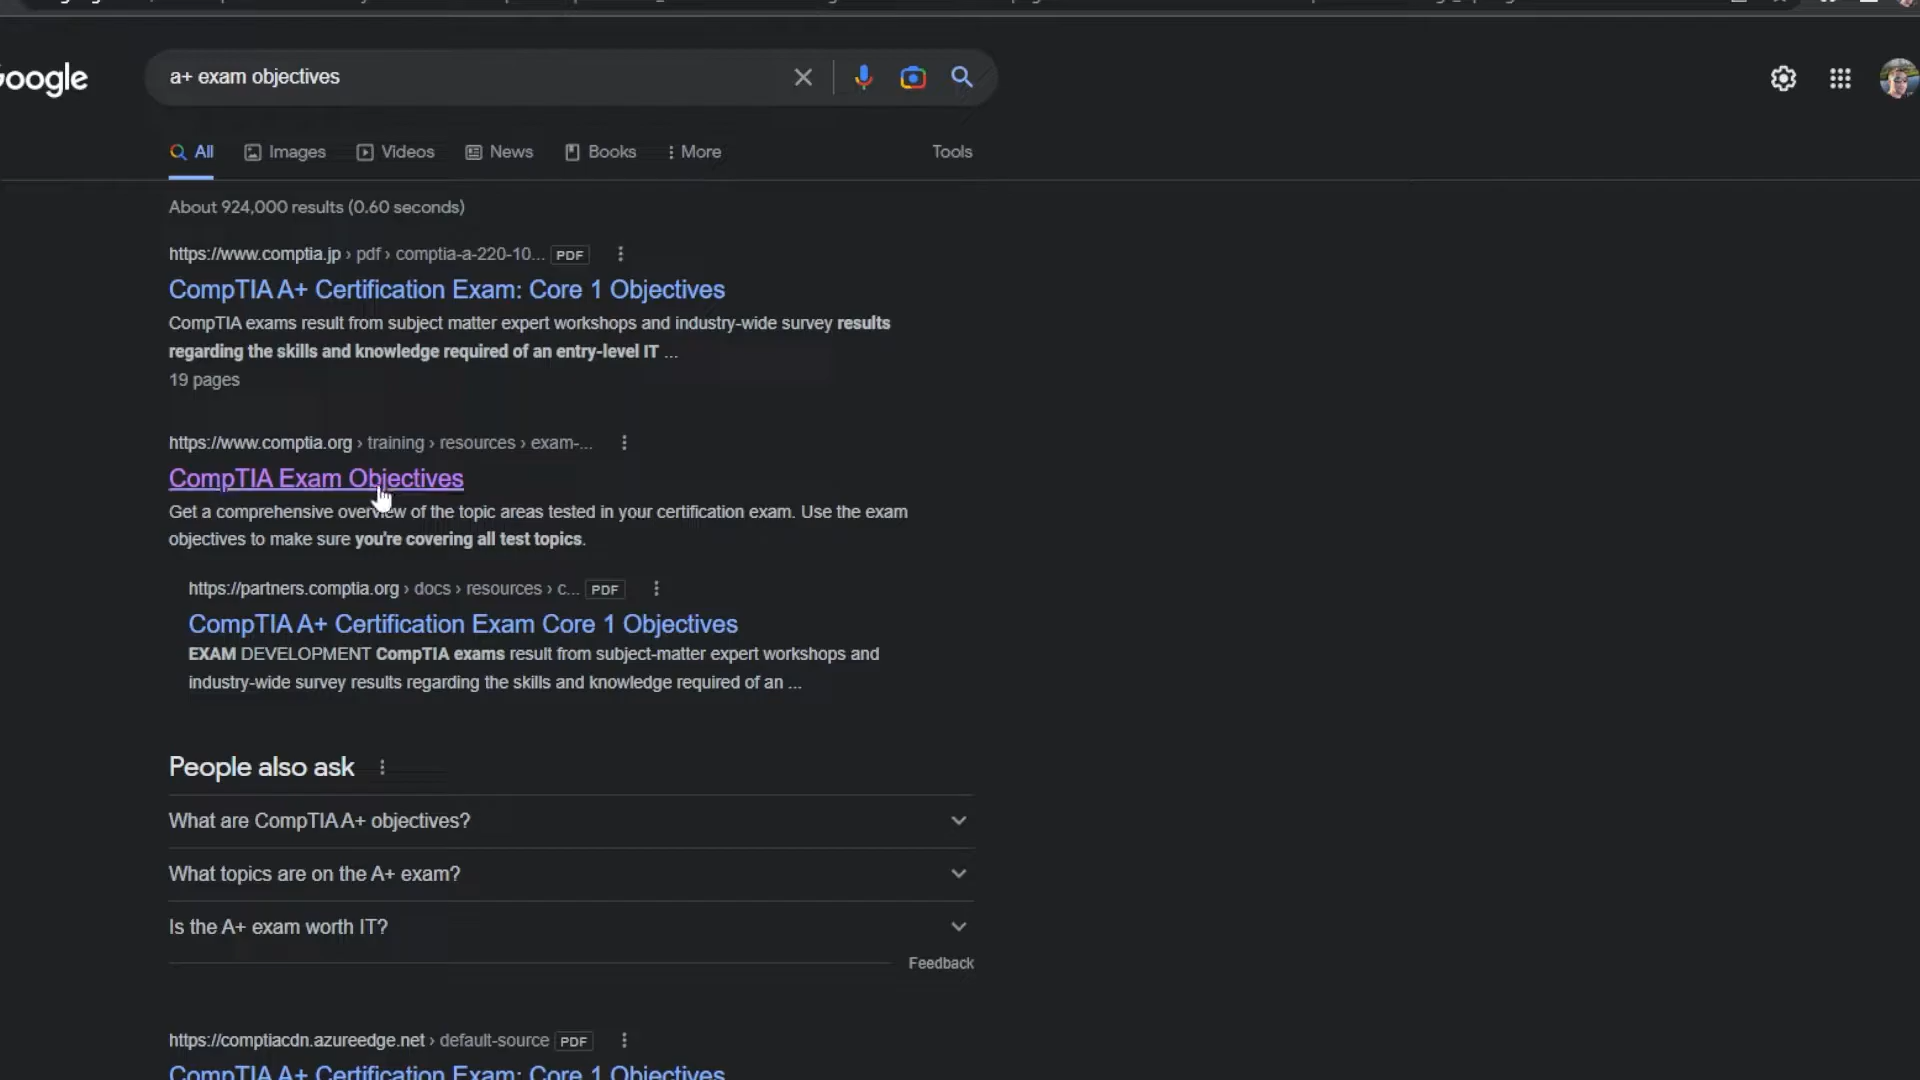 Google
a+ exam objectives
All Images Videos News Books More Tools
About 924,000 results (0.60 seconds)
https://www.comptia.jp › pdf › comptia-a-220-10... PDF
CompTIA A+ Certification Exam: Core 1 Objectives
CompTIA exams result from subject matter expert workshops and industry-wide survey results
regarding the skills and knowledge required of an entry-level IT ...
19 pages
https://www.comptia.org › training › resources › exam-...
CompTIA Exam Objectives
Get a comprehensive overview of the topic areas tested in your certification exam. Use the exam
objectives to make sure you're covering all test topics.
https://partners.comptia.org › docs › resources › c... PDF
CompTIA A+ Certification Exam Core 1 Objectives
EXAM DEVELOPMENT CompTIA exams result from subject-matter expert workshops and
industry-wide survey results regarding the skills and knowledge required of an ...
People also ask
What are CompTIA A+ objectives?
What topics are on the A+ exam?
Is the A+ exam worth IT?
Feedback
https://comptiacdn.azureedge.net › default-source PDF
CompTIA A+ Certification Exam: Core 1 Objectives